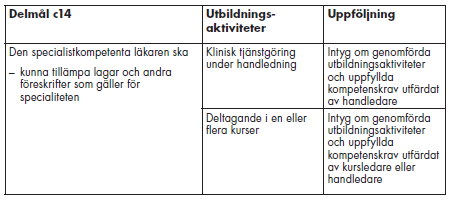 Delmål c14
Utbildnings-
aktiviteter
Uppföljning
Den specialistkompetenta läkaren ska
– kunna tillämpa lagar och andra
föreskrifter som gäller för
specialiteten
Klinisk tjänstgöring
under handledning
Intyg om genomförda
utbildningsaktiviteter
och uppfyllda
kompetenskrav utfärdat
av handledare
Deltagande i en eller
flera kurser
Intyg om genomförda
utbildningsaktiviteter
och uppfyllda
kompetenskrav utfärdat
av kursledare eller
handledare